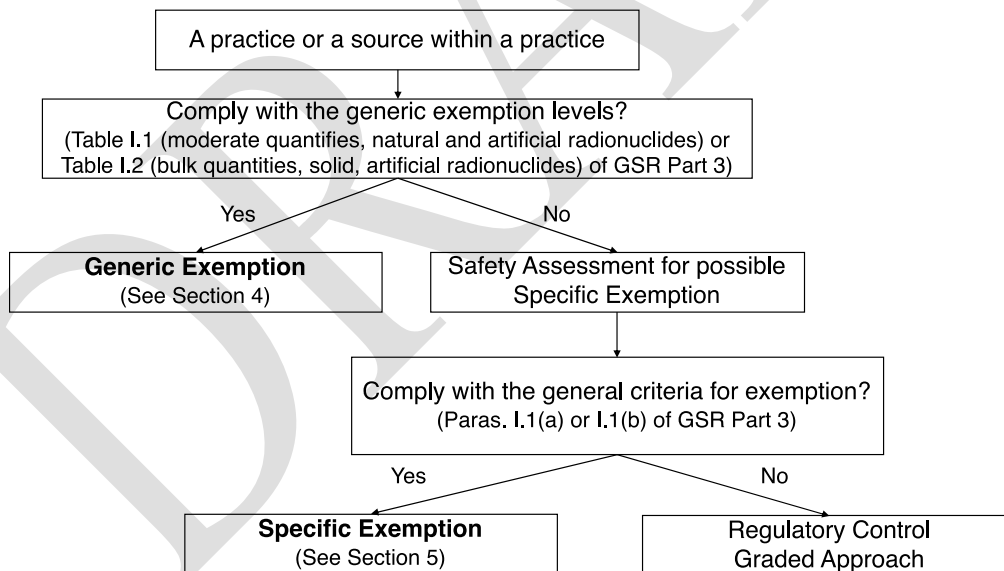 A practice or a source within a practice
Comply with the generic exemption levels?
(Table I.1 (moderate quantifies, natural and artificial radionuclides) or
Table I.2 (bulk quantities, solid, artificial radionuclides) of GSR Part 3)
Yes
No
Generic Exemption
(See Section 4)
Safety Assessment for possible
Specific Exemption
Comply with the general criteria for exemption?
(Paras. I.1(a) or I.1(b) of GSR Part 3)
Yes
No
Specific Exemption
(See Section 5)
Regulatory Control
Graded Approach